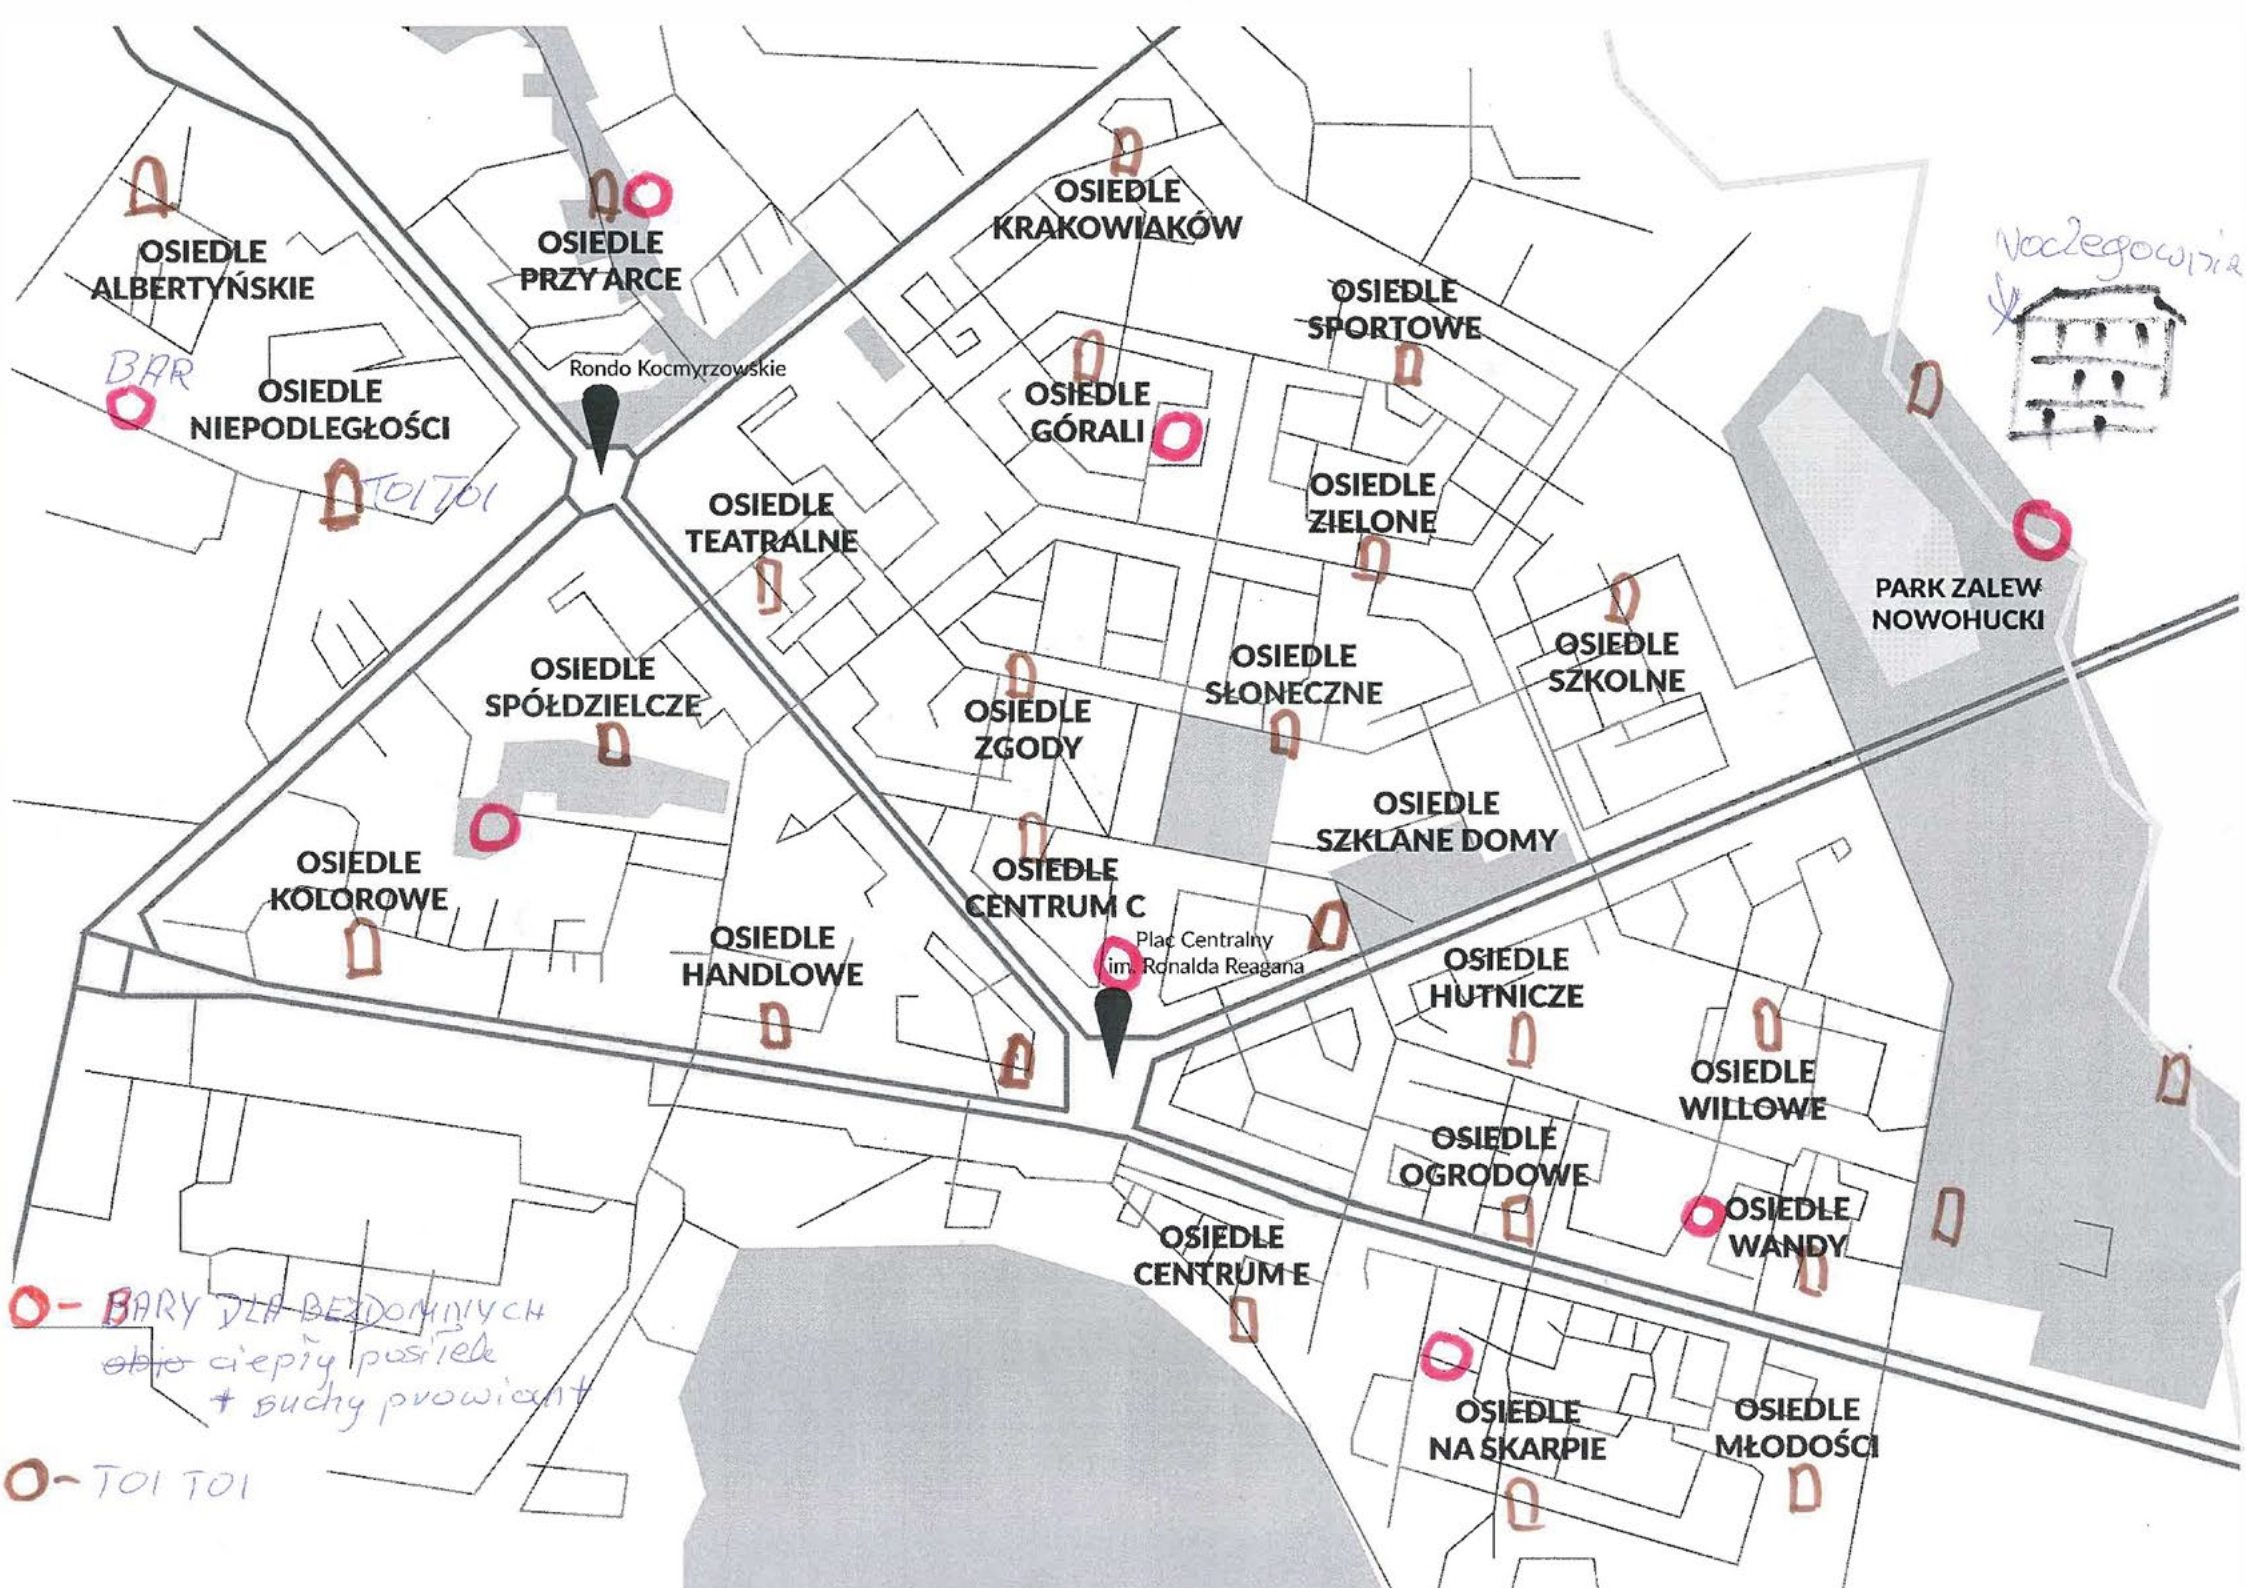 OSIEDLE
ALBERTYŃSKIE
OSIEDLE
PRZY ARCE
OSIEDLE
KRAKOWIAKÓW
Noclegownia
OSIEDLE
SPORTOWE
BAR
OSIEDLE
NIEPODLEGŁOŚCI
Rondo Kocmyrzowskie
OSIEDLE
GÓRALI
TOI TOI
OSIEDLE
TEATRALNE
OSIEDLE
ZIELONE
PARK ZALEW
NOWOHUCKI
OSIEDLE
SPÓŁDZIELCZE
OSIEDLE
ZGODY
OSIEDLE
SŁONECZNE
OSIEDLE
SZKOLNE
OSIEDLE
SZKLANE DOMY
OSIEDLE
KOLOROWE
OSIEDLE
CENTRUM C
OSIEDLE
HANDLOWE
Plac Centralny
im. Ronalda Reagana
OSIEDLE
HUTNICZE
OSIEDLE
WILLOWE
OSIEDLE
OGRODOWE
OSIEDLE
WANDY
OSIEDLE
CENTRUM E
OSIEDLE
NA SKARPIE
OSIEDLE
MŁODOŚCI
- BARY DLA BEZDOMNYCH
ciepły posiłek
+ suchy prowiant
- TOI TOI